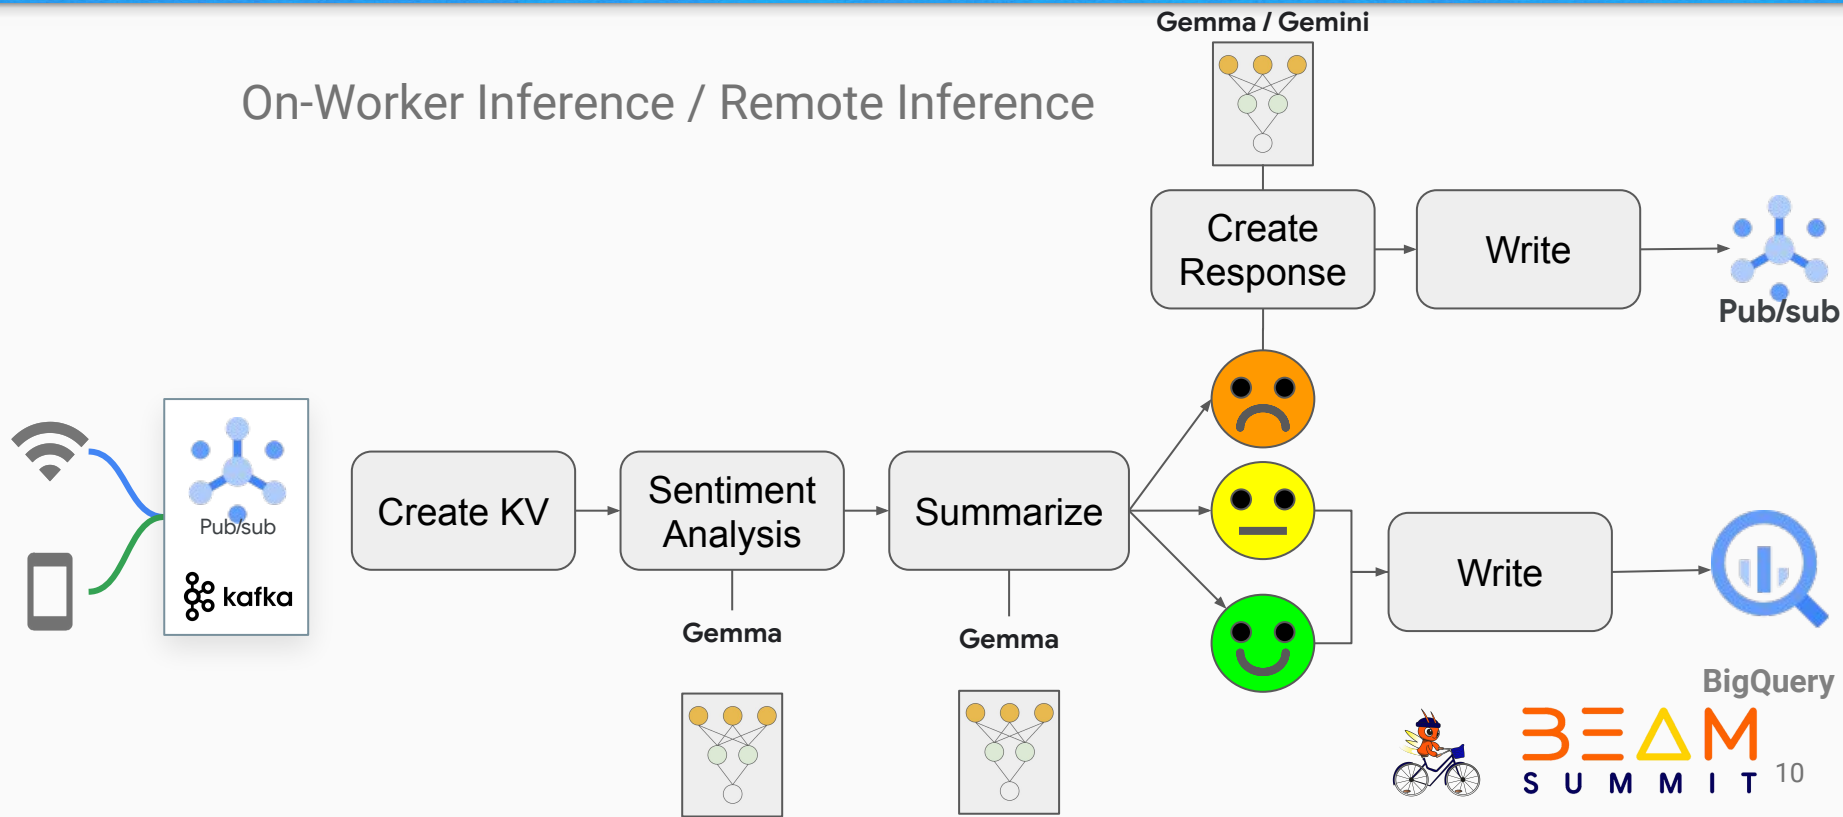 Gemma / Gemini
On-Worker Inference / Remote Inference
Create
Response
Write
Pub/sub
Pub/sub
kafka
Create KV
Sentiment
Analysis
Summarize
Write
Gemma
Gemma
BigQuery
BEAM
SUMMIT
10